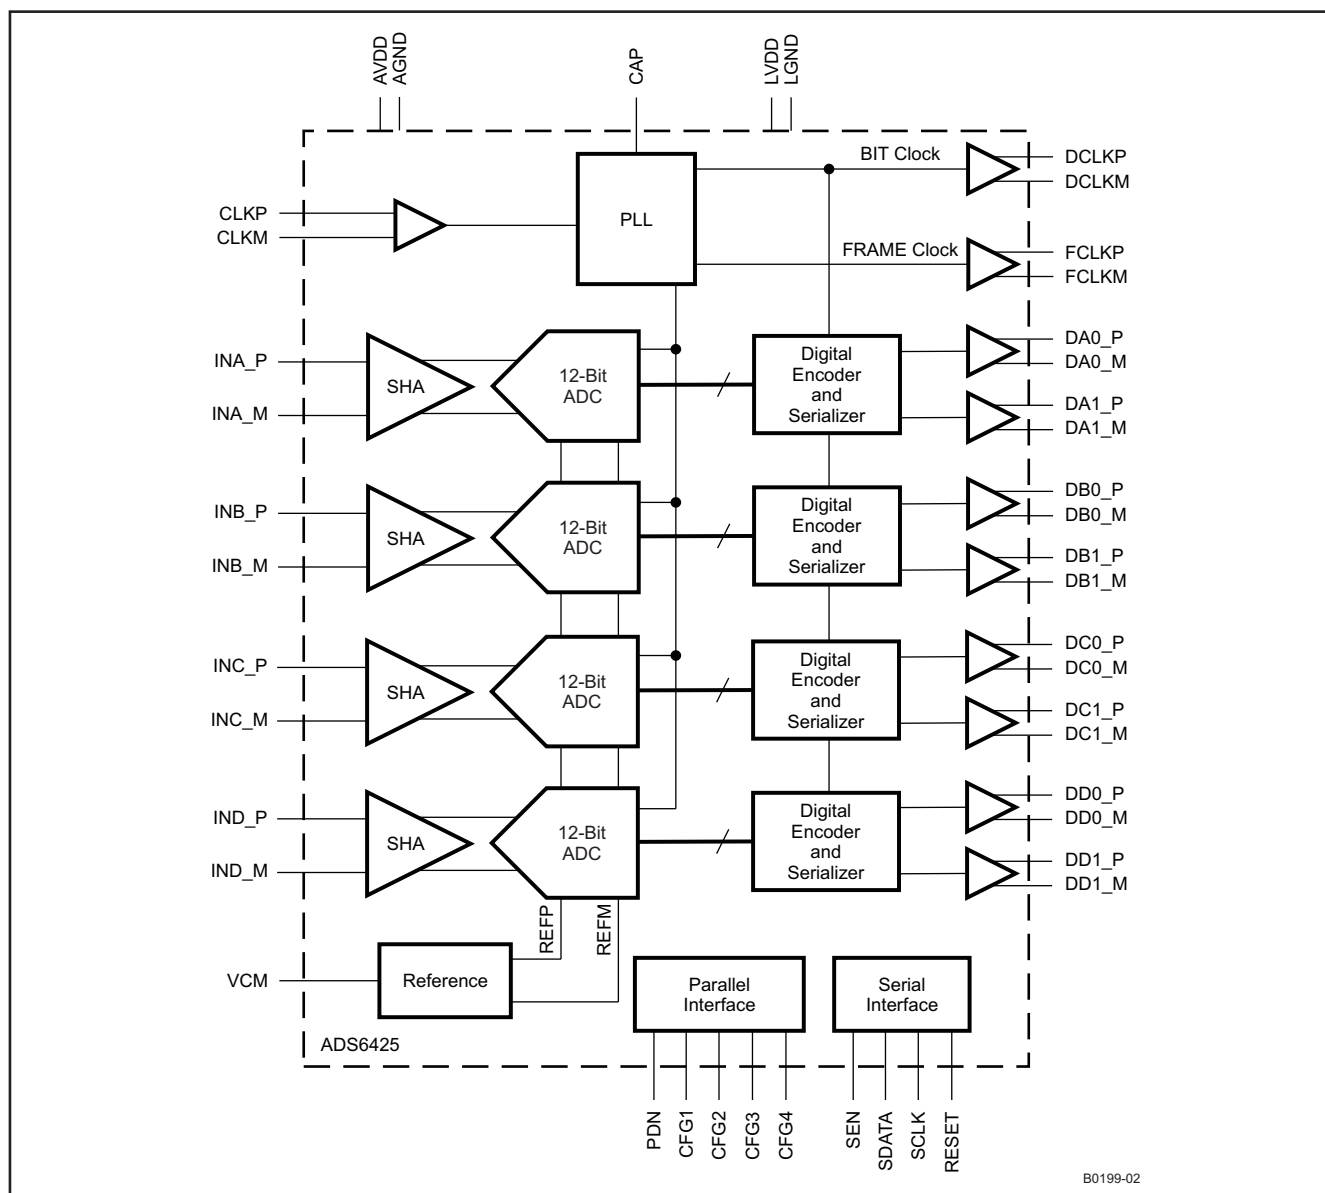 AVDD
AGND
CAP
LVDD
LGND
BIT Clock
DCLKP
DCLKM
CLKP
CLKM
PLL
FRAME Clock
FCLKP
FCLKM
INA_P
INA_M
SHA
12-Bit
ADC
Digital
Encoder
and
Serializer
DA0_P
DA0_M
DA1_P
DA1_M
INB_P
INB_M
SHA
12-Bit
ADC
Digital
Encoder
and
Serializer
DB0_P
DB0_M
DB1_P
DB1_M
INC_P
INC_M
SHA
12-Bit
ADC
Digital
Encoder
and
Serializer
DC0_P
DC0_M
DC1_P
DC1_M
IND_P
IND_M
SHA
12-Bit
ADC
Digital
Encoder
and
Serializer
DD0_P
DD0_M
DD1_P
DD1_M
REFP
REFM
VCM
Reference
Parallel
Interface
Serial
Interface
ADS6425
PDN
CFG1
CFG2
CFG3
CFG4
SEN
SDATA
SCLK
RESET
B0199-02